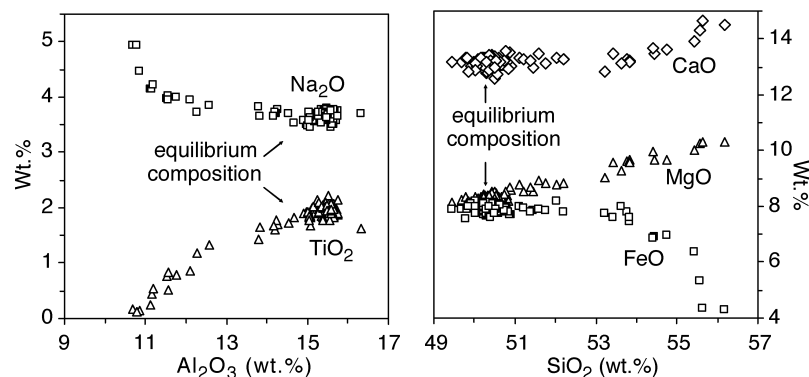 5
4
3
2
1
0
Wt.%
Na₂O
equilibrium
composition
TiO₂
9
11
13
15
17
Al₂O₃ (wt.%)
equilibrium
composition
CaO
MgO
FeO
14
12
10
8
6
4
Wt.%
49
51
53
55
57
SiO₂ (wt.%)